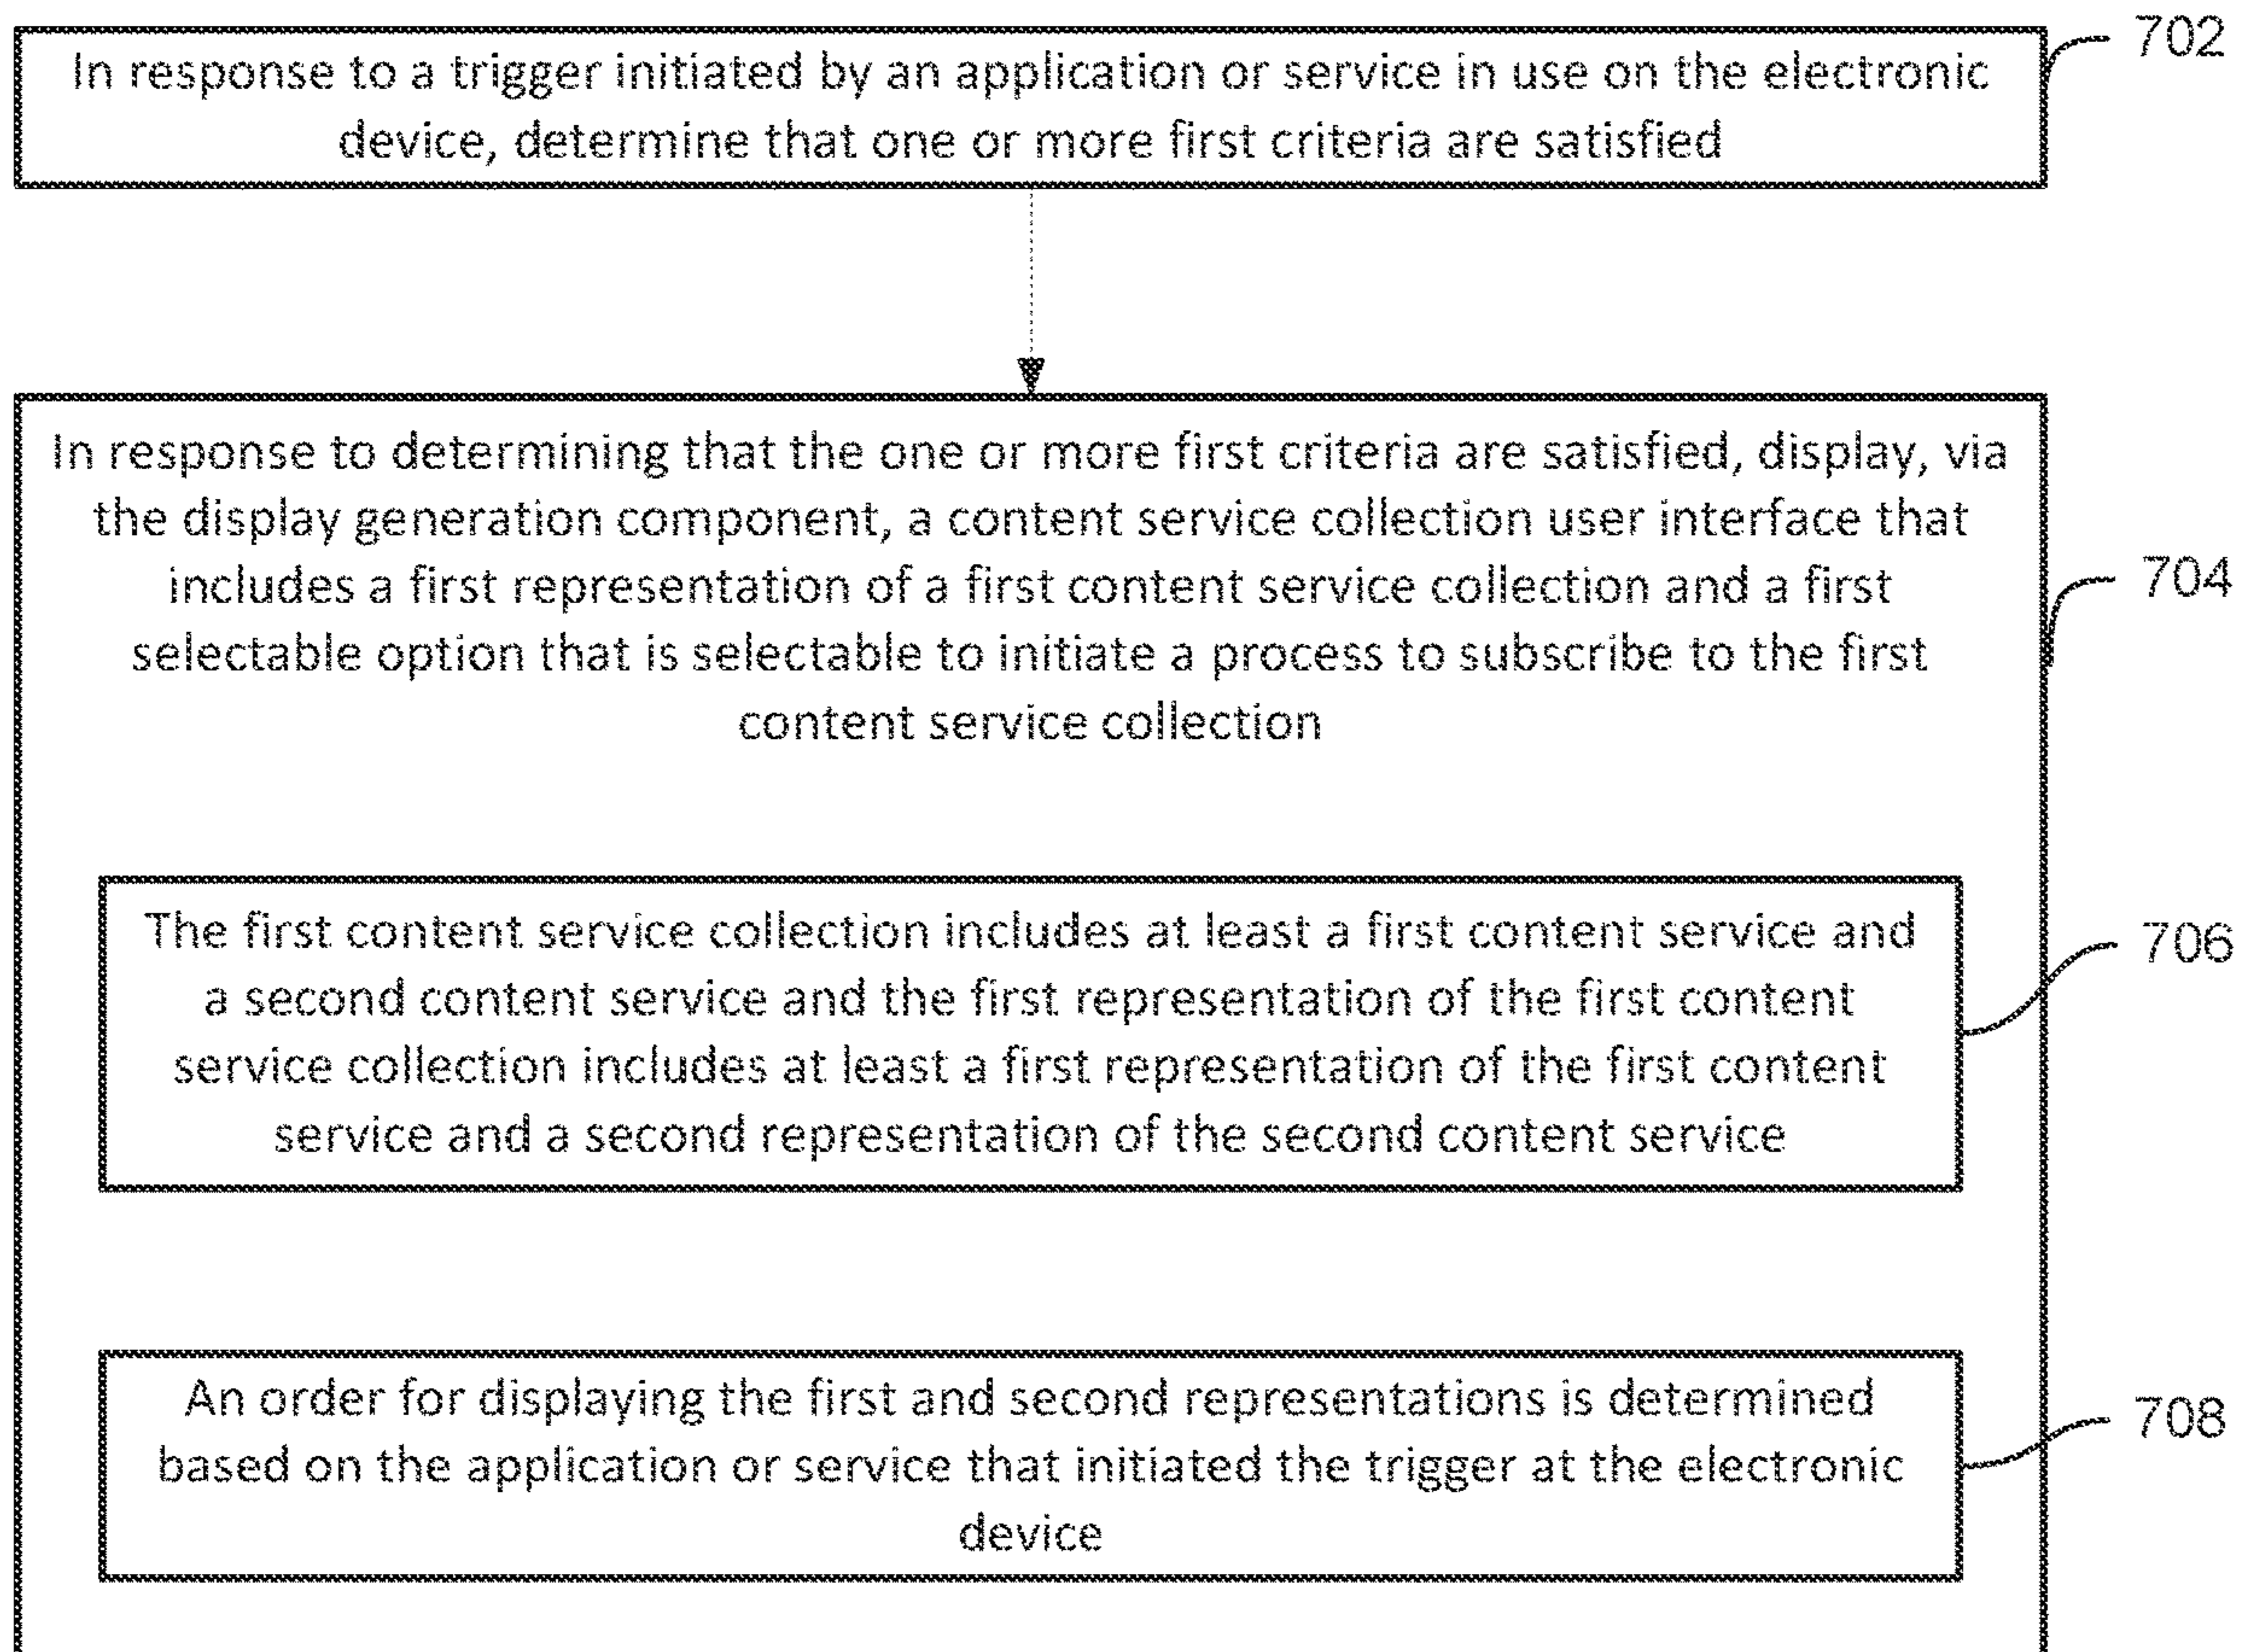 702
In response to a trigger initiated by an application or service in use on the electronic
device, determine that one or more first criteria are satisfied
In response to determining that the one or more first criteria are satisfied, display, via
the display generation component, a content service collection user interface that
includes a first representation of a first content service collection and a first
selectable option that is selectable to initiate a process to subscribe to the first
content service collection
704
The first content service collection includes at least a first content service and
a second content service and the first representation of the first content
service collection includes at least a first representation of the first content
service and a second representation of the second content service
706
An order for displaying the first and second representations is determined
based on the application or service that initiated the trigger at the electronic
device
708